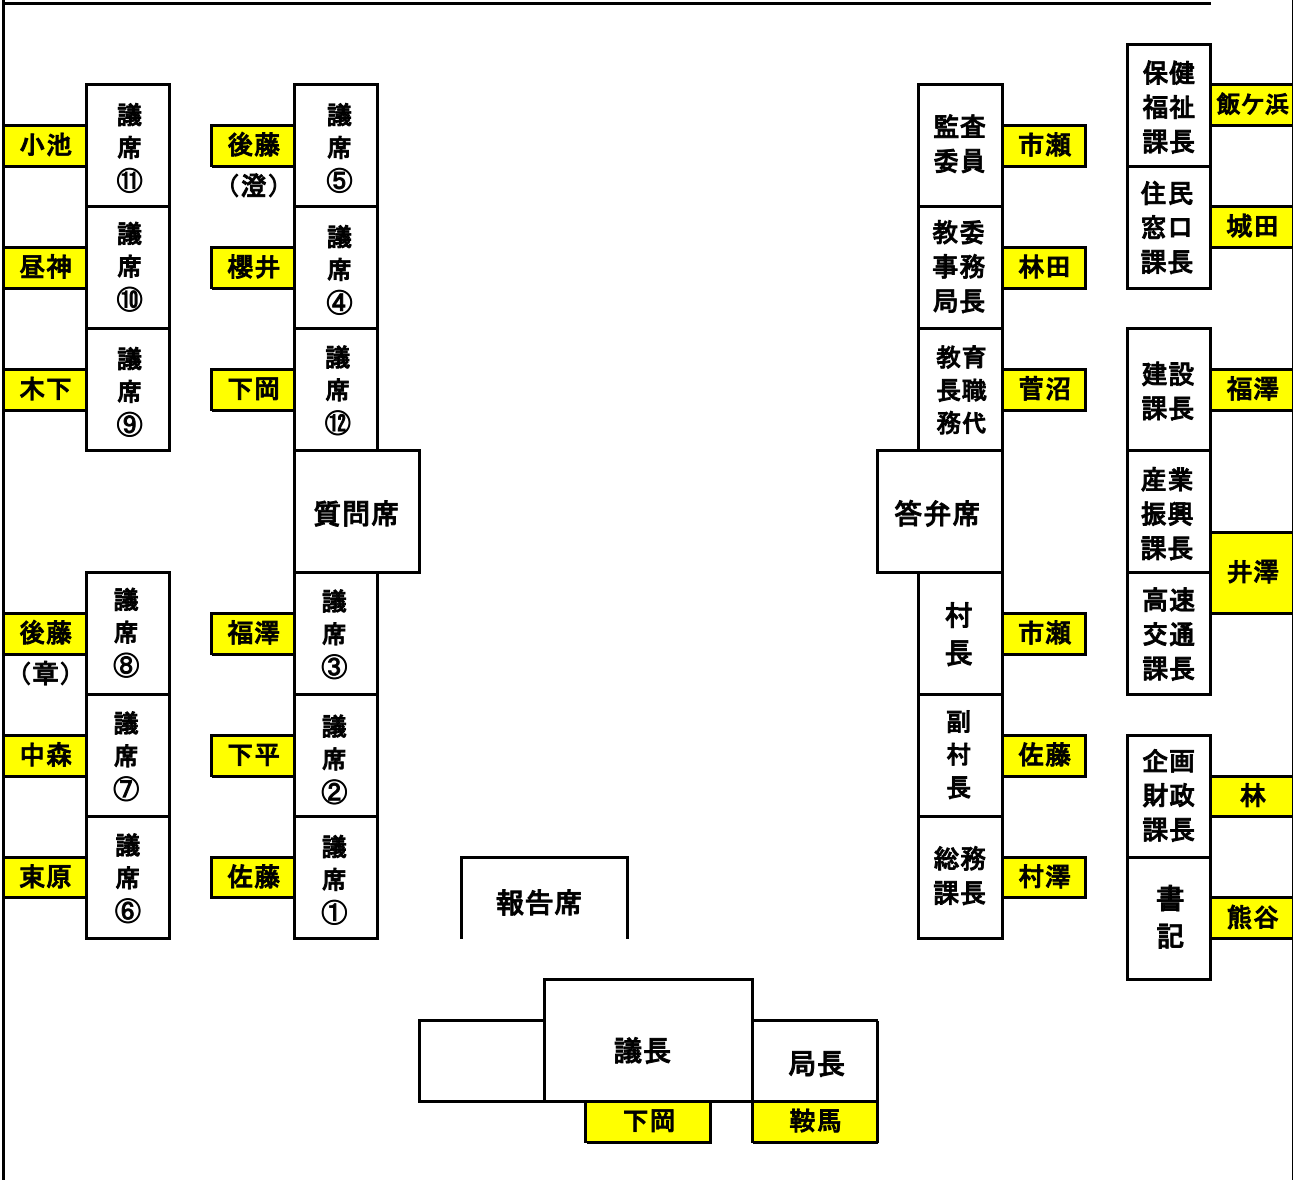 小池
議
席
⑪
後藤
（澄）
議
席
⑤
昼神
議
席
⑩
櫻井
議
席
④
木下
議
席
⑨
下岡
議
席
⑫
質問席
後藤
（章）
議
席
⑧
福澤
議
席
③
中森
議
席
⑦
下平
議
席
②
束原
議
席
⑥
佐藤
議
席
①
報告席
監査
委員
市瀬
教委
事務
局長
林田
教育
長職
務代
菅沼
答弁席
村
長
市瀬
副
村
長
佐藤
総務
課長
村澤
保健
福祉
課長
飯ケ浜
住民
窓口
課長
城田
建設
課長
福澤
産業
振興
課長
井澤
高速
交通
課長
企画
財政
課長
林
書
記
熊谷
議長
下岡
局長
鞍馬